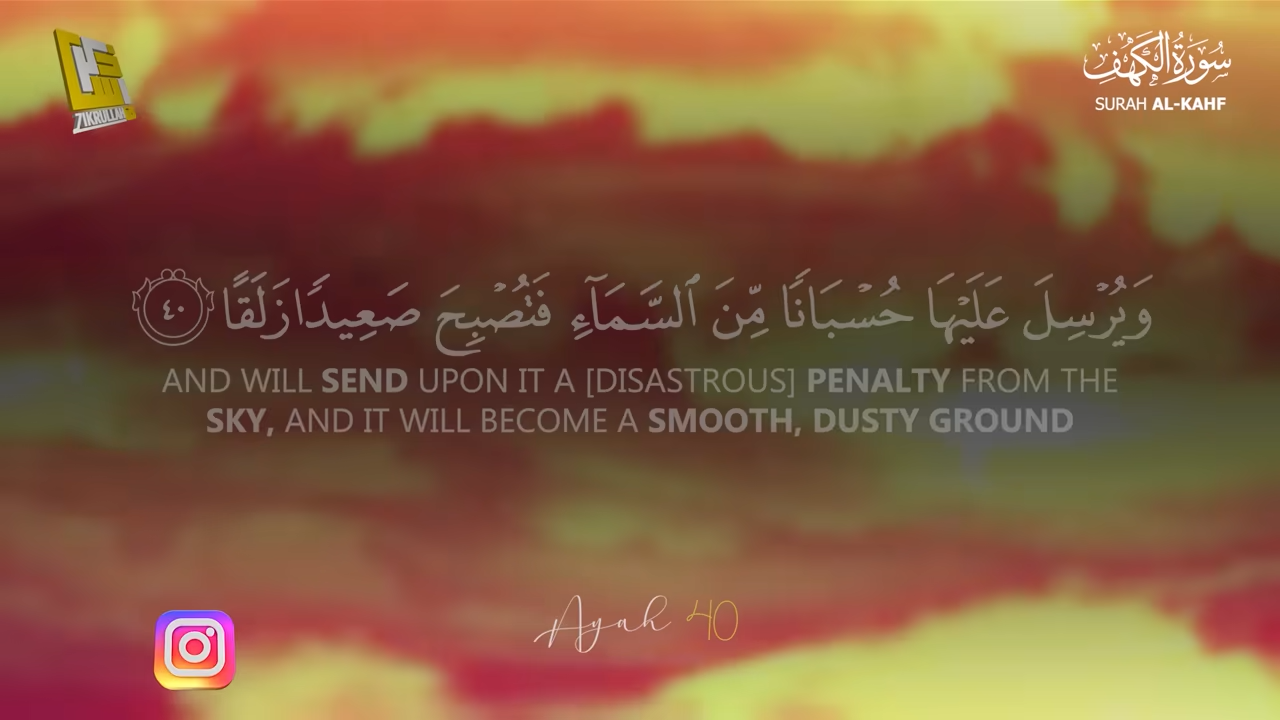 ZIKRULLAH
سُورَةُ الْكَهْفِ
SURAH AL-KAHF
وَيُرْسِلَ عَلَيْهَا حُسْبَانًا مِّنَ ٱلسَّمَآءِ فَتُصْبِحَ صَعِيدًا زَلَقًا ٤٠
AND WILL SEND UPON IT A [DISASTROUS] PENALTY FROM THE
SKY, AND IT WILL BECOME A SMOOTH, DUSTY GROUND
Ayah 40